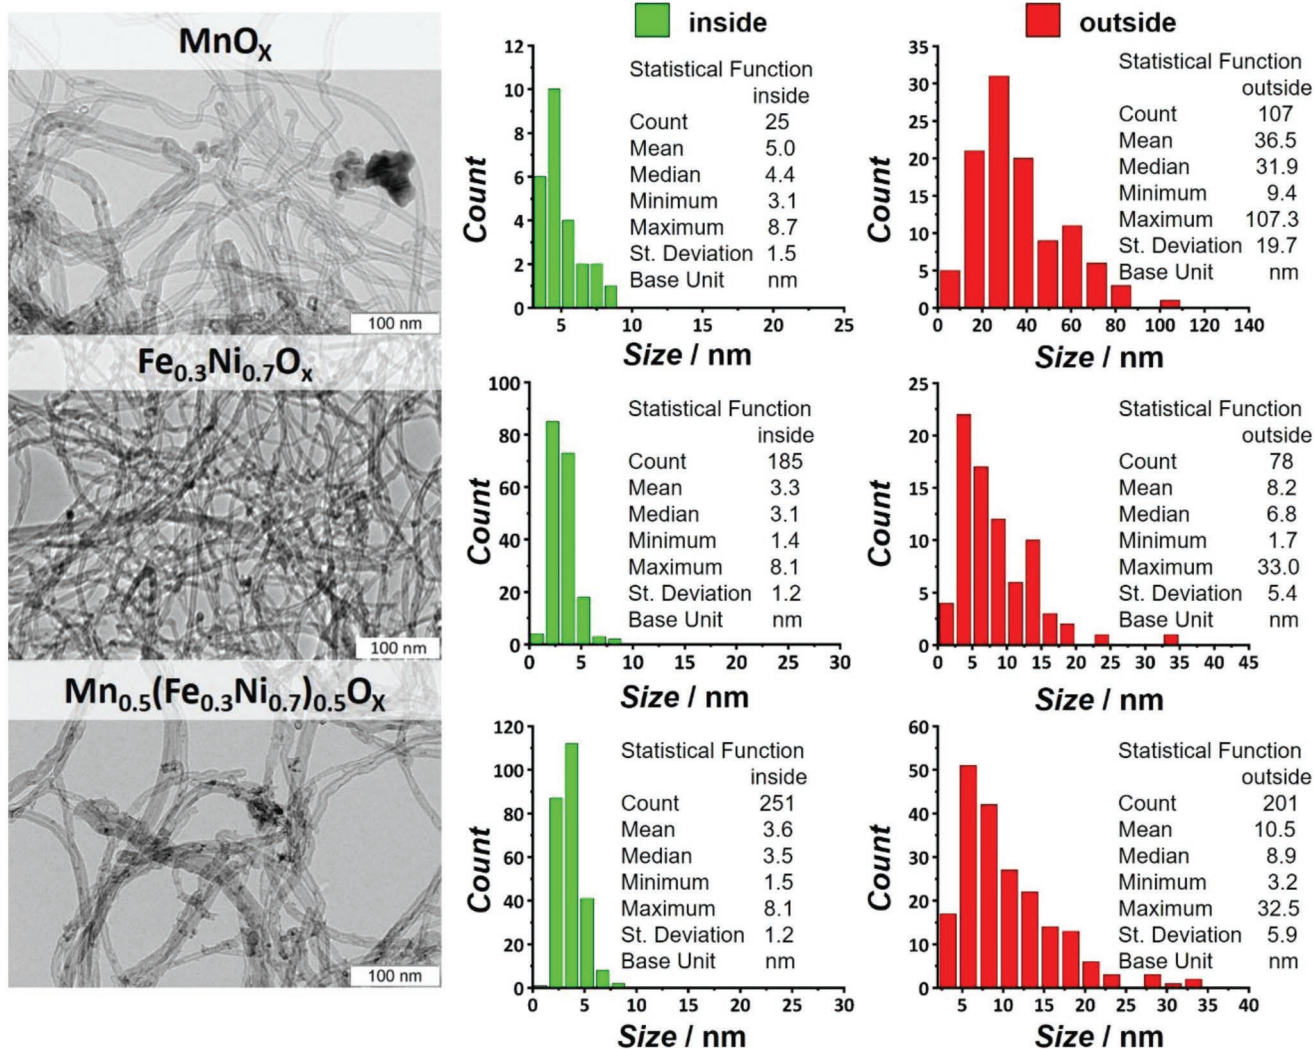 inside
outside
MnOₓ
100 nm
12
10
8
6
4
2
0
Count
5
10
15
20
25
Size / nm
Statistical Function
inside
Count 25
Mean 5.0
Median 4.4
Minimum 3.1
Maximum 8.7
St. Deviation 1.5
Base Unit nm
35
30
25
20
15
10
5
0
Count
0
20
40
60
80
100
120
140
Size / nm
Statistical Function
outside
Count 107
Mean 36.5
Median 31.9
Minimum 9.4
Maximum 107.3
St. Deviation 19.7
Base Unit nm
Fe₀.₃Ni₀.₇Oₓ
100 nm
100
80
60
40
20
0
Count
0
5
10
15
20
25
30
Size / nm
Statistical Function
inside
Count 185
Mean 3.3
Median 3.1
Minimum 1.4
Maximum 8.1
St. Deviation 1.2
Base Unit nm
25
20
15
10
5
0
Count
0
5
10
15
20
25
30
35
40
45
Size / nm
Statistical Function
outside
Count 78
Mean 8.2
Median 6.8
Minimum 1.7
Maximum 33.0
St. Deviation 5.4
Base Unit nm
Mn₀.₅(Fe₀.₃Ni₀.₇)₀.₅Oₓ
100 nm
120
100
80
60
40
20
0
Count
0
5
10
15
20
25
30
Size / nm
Statistical Function
inside
Count 251
Mean 3.6
Median 3.5
Minimum 1.5
Maximum 8.1
St. Deviation 1.2
Base Unit nm
60
50
40
30
20
10
0
Count
5
10
15
20
25
30
35
40
Size / nm
Statistical Function
outside
Count 201
Mean 10.5
Median 8.9
Minimum 3.2
Maximum 32.5
St. Deviation 5.9
Base Unit nm